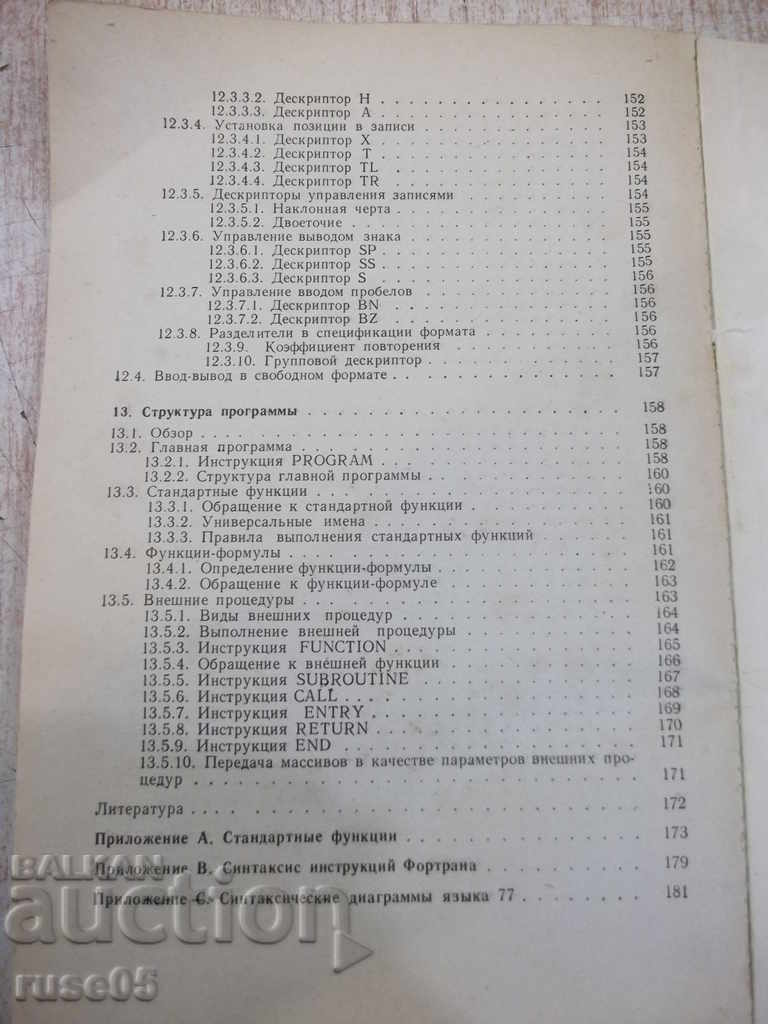 12.3.3.2. Дескриптор H . . . . . . . . . . . . . . . 152
12.3.3.3. Дескриптор A . . . . . . . . . . . . . . . 152
12.3.4. Установка позиции в записи . . . . . . . . . . . . 153
12.3.4.1. Дескриптор X . . . . . . . . . . . . . . . 153
12.3.4.2. Дескриптор T . . . . . . . . . . . . . . . 154
12.3.4.3. Дескриптор TL . . . . . . . . . . . . . . 154
12.3.4.4. Дескриптор TR . . . . . . . . . . . . . . 154
12.3.5. Дескрипторы управления записями . . . . . . . . . 154
12.3.5.1. Наклонная черта . . . . . . . . . . . . . 155
12.3.5.2. Двоеточие . . . . . . . . . . . . . . . . 155
12.3.6. Управление выводом знака . . . . . . . . . . . . . 155
12.3.6.1. Дескриптор SP . . . . . . . . . . . . . . 155
12.3.6.2. Дескриптор SS . . . . . . . . . . . . . . 155
12.3.6.3. Дескриптор S . . . . . . . . . . . . . . . 156
12.3.7. Управление вводом пробелов . . . . . . . . . . . . 156
12.3.7.1. Дескриптор BN . . . . . . . . . . . . . . 156
12.3.7.2. Дескриптор BZ . . . . . . . . . . . . . . 156
12.3.8. Разделители в спецификации формата . . . . . . . . 156
12.3.9. Коэффициент повторения . . . . . . . . . . . 156
12.3.10. Групповой дескриптор . . . . . . . . . . . . 157
12.4. Ввод-вывод в свободном формате . . . . . . . . . . . . 157
13. Структура программы . . . . . . . . . . . . . . . . . 158
13.1. Обзор . . . . . . . . . . . . . . . . . . . . . . . 158
13.2. Главная программа . . . . . . . . . . . . . . . . . 158
13.2.1. Инструкция PROGRAM . . . . . . . . . . . . . . 158
13.2.2. Структура главной программы . . . . . . . . . . 160
13.3. Стандартные функции . . . . . . . . . . . . . . . . 160
13.3.1. Обращение к стандартной функции . . . . . . . . 160
13.3.2. Универсальные имена . . . . . . . . . . . . . . 161
13.3.3. Правила выполнения стандартных функций . . . . . 161
13.4. Функции-формулы . . . . . . . . . . . . . . . . . . 161
13.4.1. Определение функции-формулы . . . . . . . . . . 162
13.4.2. Обращение к функции-формуле . . . . . . . . . . 163
13.5. Внешние процедуры . . . . . . . . . . . . . . . . . 163
13.5.1. Виды внешних процедур . . . . . . . . . . . . . 164
13.5.2. Выполнение внешней процедуры . . . . . . . . . . 164
13.5.3. Инструкция FUNCTION . . . . . . . . . . . . . . 165
13.5.4. Обращение к внешней функции . . . . . . . . . . 166
13.5.5. Инструкция SUBROUTINE . . . . . . . . . . . . . 167
13.5.6. Инструкция CALL . . . . . . . . . . . . . . . . 168
13.5.7. Инструкция ENTRY . . . . . . . . . . . . . . . 169
13.5.8. Инструкция RETURN . . . . . . . . . . . . . . . 170
13.5.9. Инструкция END . . . . . . . . . . . . . . . . 171
13.5.10. Передача массивов в качестве параметров внешних про-
цедур . . . . . . . . . . . . . . . . . . . . . . . 171
Литература . . . . . . . . . . . . . . . . . . . . . . 172
Приложение A. Стандартные функции . . . . . . . . . . . 173
Приложение B. Синтаксис инструкций Фортрана . . . . . . 179
Приложение C. Синтаксические диаграммы языка 77 . . . . 181
BALKAN
auction
ruse05